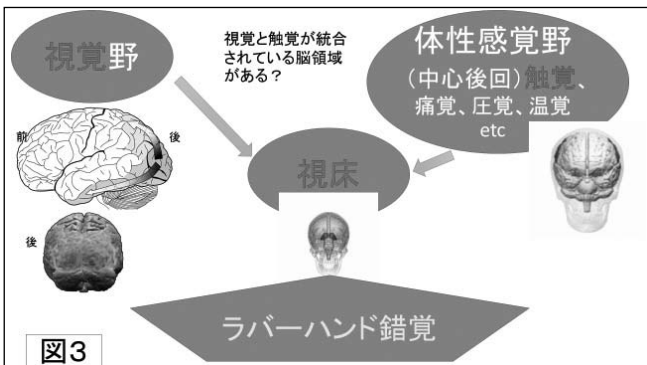 視覚野
視覚と触覚が統合
されている脳領域
がある？
体性感覚野
（中心後回）触覚、
痛覚、圧覚、温覚
etc
前
後
視床
後
ラバーハンド錯覚
図3